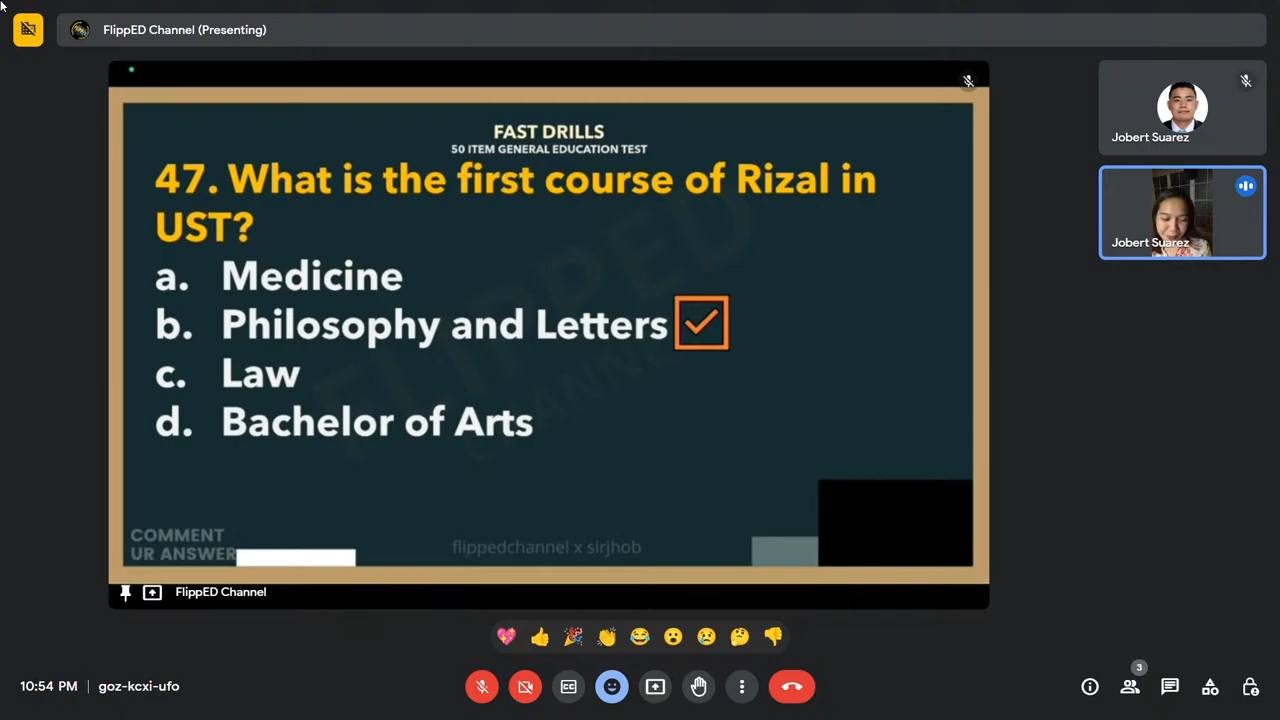 FlippED Channel (Presenting)
FAST DRILLS
50 ITEM GENERAL EDUCATION TEST
47. What is the first course of Rizal in
UST?
a. Medicine
b. Philosophy and Letters
c. Law
d. Bachelor of Arts
FLIPPED
CHANNEL
COMMENT
UR ANSWER
flippedchannel x sirjhob
FlippED Channel
Jobert Suarez
Jobert Suarez
3
10:54 PM | goz-kcxi-ufo